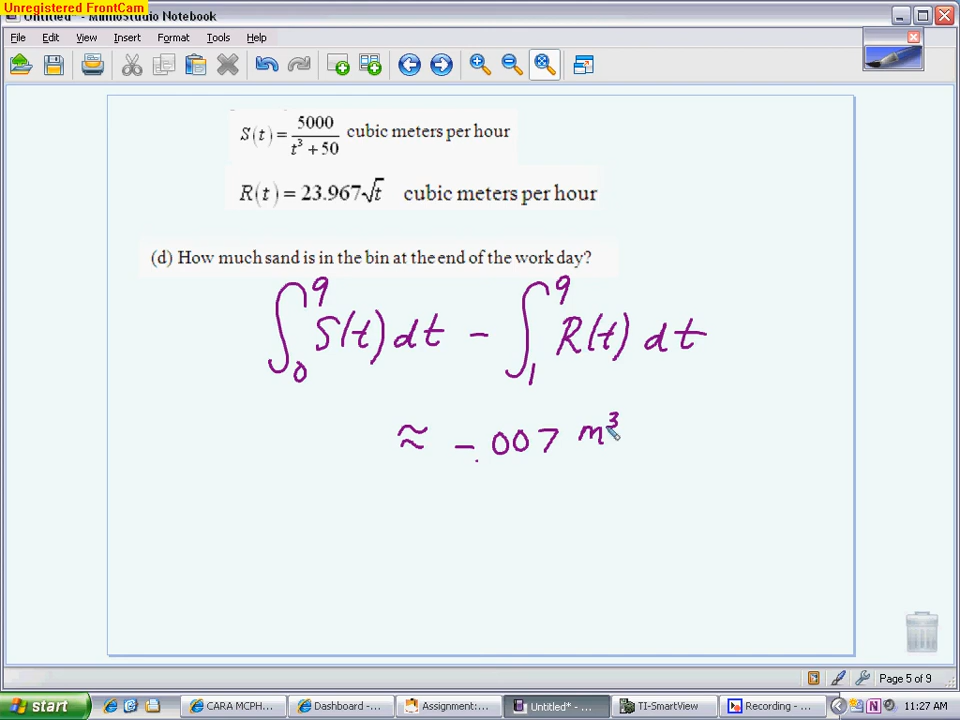 Unregistered FrontCam
Untitled* - MimioStudio Notebook
File Edit View Insert Format Tools Help
S(t) = 5000 / (t³ + 50) cubic meters per hour
R(t) = 23.967√t cubic meters per hour
(d) How much sand is in the bin at the end of the work day?
∫₀⁹ S(t) dt - ∫₁⁹ R(t) dt
≈ -.007 m³
Page 5 of 9
start CARA MCPH... Dashboard - ... Assignment:... Untitled* - ... TI-SmartView Recording - ... 11:27 AM